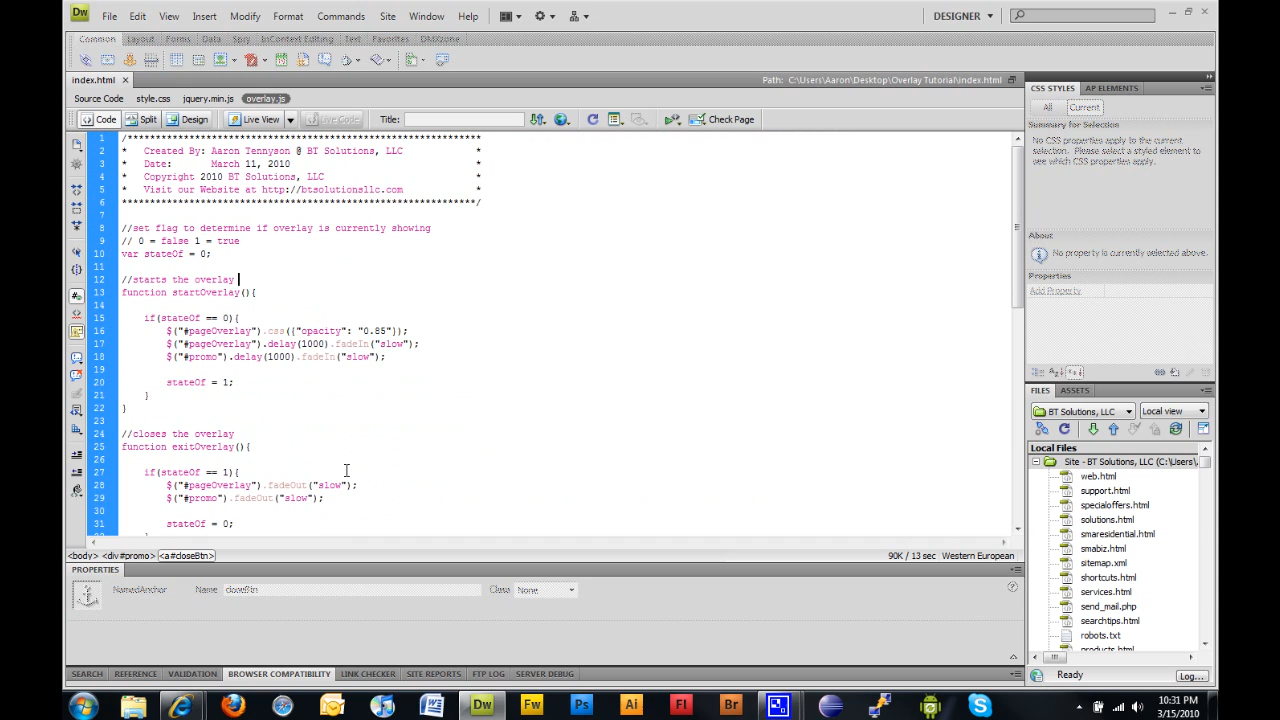 Dw File Edit View Insert Modify Format Commands Site Window Help DESIGNER
Common Layout Forms Data Spry InContext Editing Text Favorites DMXzone
index.html Path: C:\Users\Aaron\Desktop\Overlay Tutorial\index.html
Source Code style.css jquery.min.js overlay.js
Code Split Design Live View Live Code Title: Check Page
1 /***************************************************************
2 * Created By: Aaron Tennyson @ BT Solutions, LLC *
3 * Date: March 11, 2010 *
4 * Copyright 2010 BT Solutions, LLC *
5 * Visit our Website at http://btsolutionsllc.com *
6 ***************************************************************/
7
8 //set flag to determine if overlay is currently showing
9 // 0 = false 1 = true
10 var stateOf = 0;
11
12 //starts the overlay
13 function startOverlay(){
14
15 if(stateOf == 0){
16 $("#pageOverlay").css({"opacity": "0.85"});
17 $("#pageOverlay").delay(1000).fadeIn("slow");
18 $("#promo").delay(1000).fadeIn("slow");
19
20 stateOf = 1;
21 }
22 }
23
24 //closes the overlay
25 function exitOverlay(){
26
27 if(stateOf == 1){
28 $("#pageOverlay").fadeOut("slow");
29 $("#promo").fadeOut("slow");
30
31 stateOf = 0;
<body> <div#promo> <a#doseBtn> 90K / 13 sec Western European
PROPERTIES
NamedAnchor Name doseBtn Class None
SEARCH REFERENCE VALIDATION BROWSER COMPATIBILITY LINK CHECKER SITE REPORTS FTP LOG SERVER DEBUG
CSS STYLES AP ELEMENTS
All Current
Summary for Selection
No CSS properties apply to the current
selection. Please select a styled element to
see which CSS properties apply.
About
No property is currently selected above.
Properties
Add Property
FILES ASSETS
BT Solutions, LLC Local view
Local Files
Site - BT Solutions, LLC (C:\Users\...
web.html
support.html
specialoffers.html
solutions.html
smaresidential.html
smabiz.html
sitemap.xml
shortcuts.html
services.html
send_mail.php
searchtips.html
robots.txt
products.html
Ready Log...
Dw Fw Ps Ai Fl Br
10:31 PM
3/15/2010